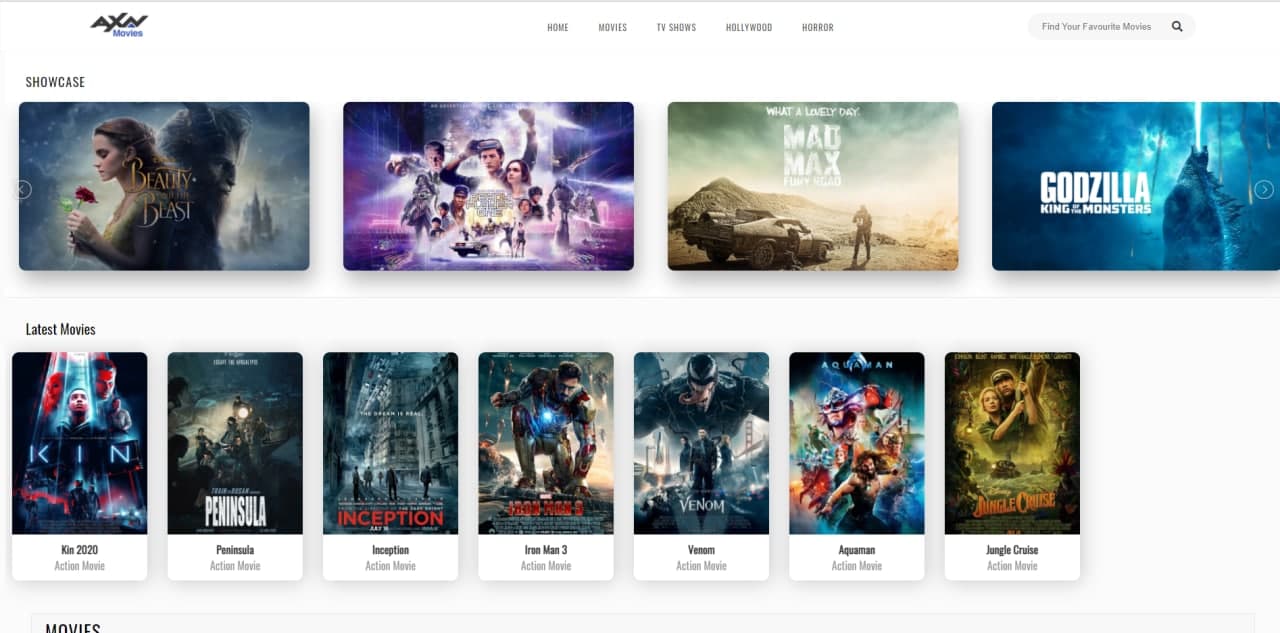 AXN
Movies
HOME MOVIES TV SHOWS HOLLYWOOD HORROR
Find Your Favourite Movies
SHOWCASE
BEAUTY
AND THE
BEAST
READY
PLAYER
ONE
WHAT A LOVELY DAY.
MAD
MAX
FURY ROAD
GODZILLA
KING OF THE MONSTERS
Latest Movies
KIN
TRAIN TO BUSAN
PENINSULA
THE DREAM IS REAL.
INCEPTION
JULY 16
MARVEL
IRON MAN 3
VENOM
AQUAMAN
JUNGLE CRUISE
Kin 2020
Action Movie
Peninsula
Action Movie
Inception
Action Movie
Iron Man 3
Action Movie
Venom
Action Movie
Aquaman
Action Movie
Jungle Cruise
Action Movie
MOVIES